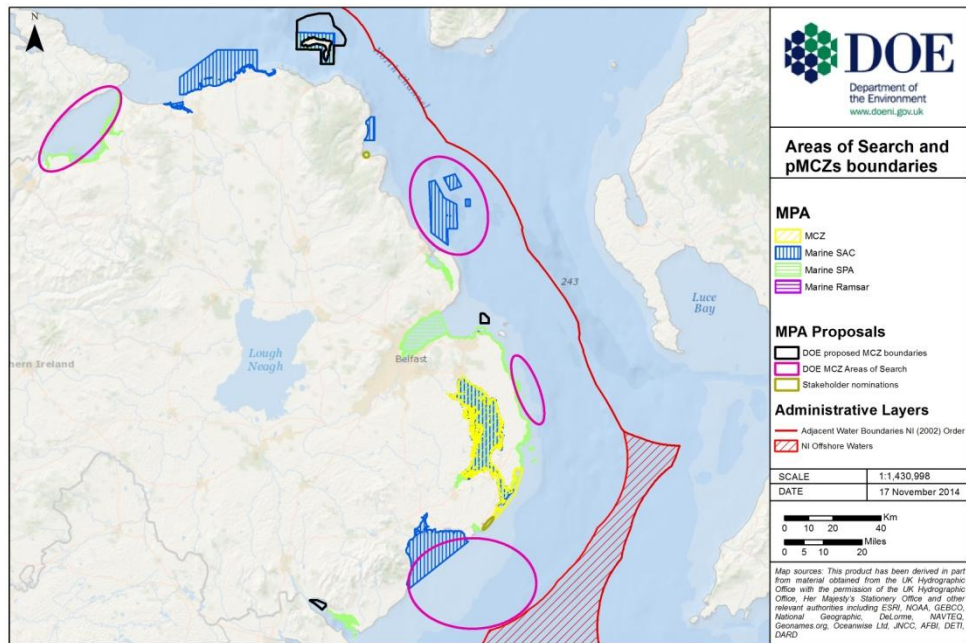 N
North Channel
243
Luce
Bay
Lough
Neagh
Belfast
ern Ireland
DOE
Department of
the Environment
www.doeni.gov.uk
Areas of Search and
pMCZs boundaries
MPA
MCZ
Marine SAC
Marine SPA
Marine Ramsar
MPA Proposals
DOE proposed MCZ boundaries
DOE MCZ Areas of Search
Stakeholder nominations
Administrative Layers
Adjacent Water Boundaries NI (2002) Order
NI Offshore Waters
SCALE 1:1,430,998
DATE 17 November 2014
Km
0 10 20 40
Miles
0 5 10 20
Map sources: This product has been derived in part
from material obtained from the UK Hydrographic
Office with the permission of the UK Hydrographic
Office, Her Majesty's Stationery Office and other
relevant authorities including ESRI, NOAA, GEBCO,
National Geographic, DeLorme, NAVTEQ,
Geonames.org, Oceanwise Ltd, JNCC, AFBI, DETI,
DARD